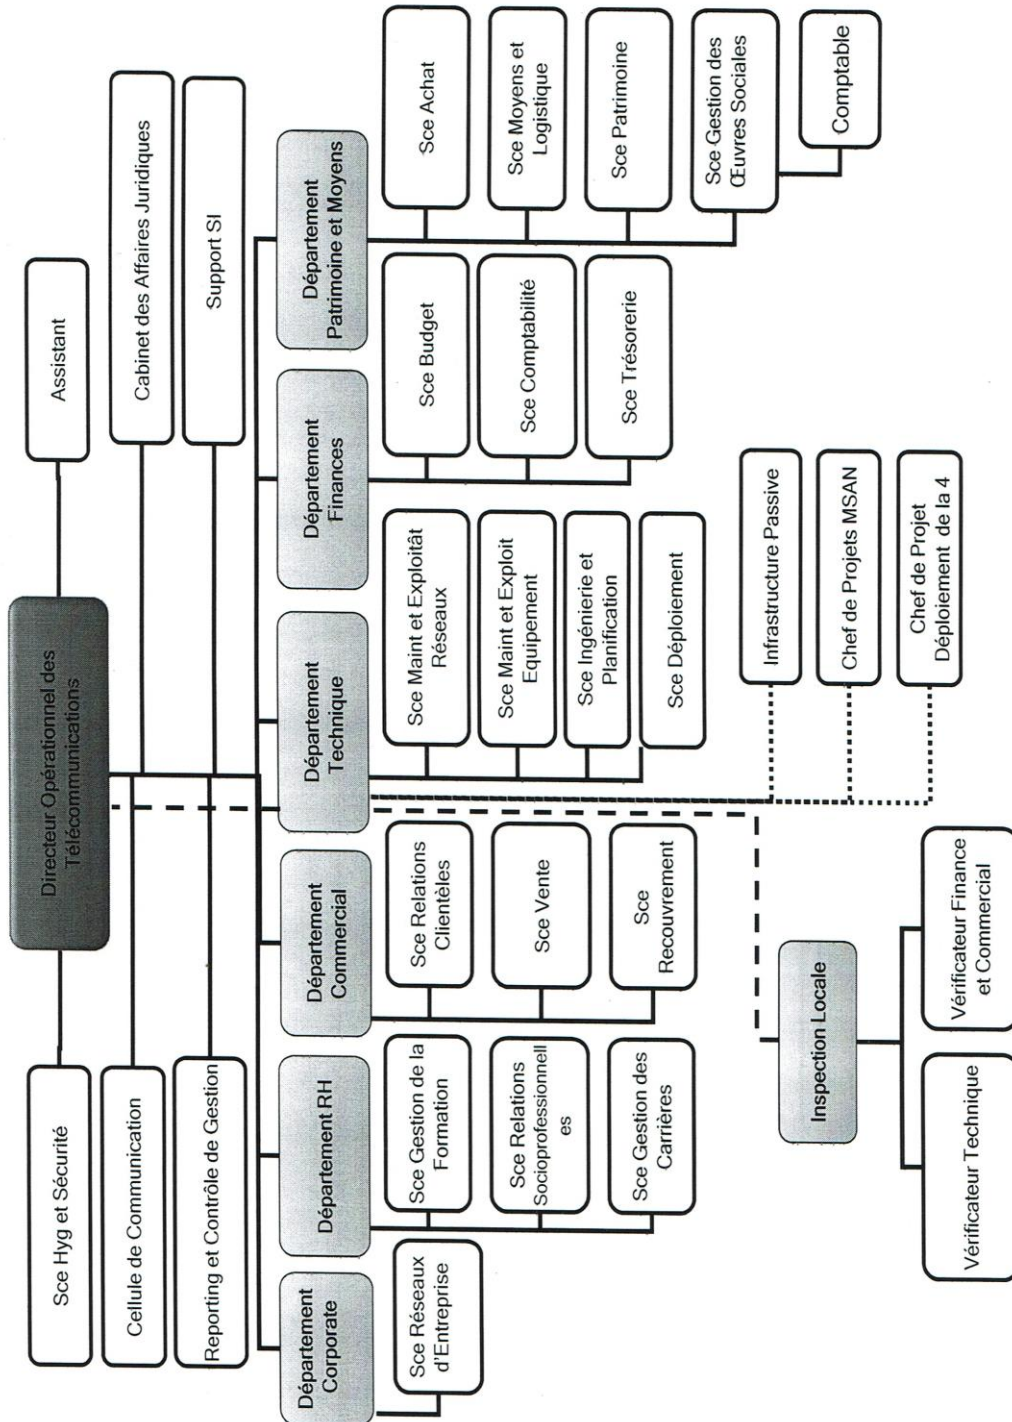 Directeur Opérationnel des
Télécommunications
Sce Hyg et Sécurité
Assistant
Cellule de Communication
Cabinet des Affaires Juridiques
Reporting et Contrôle de Gestion
Support SI
Département
Corporate
Département RH
Département
Commercial
Département
Technique
Département
Finances
Département
Patrimoine et Moyens
Sce Réseaux
d'Entreprise
Sce Gestion de la
Formation
Sce Relations
Socioprofessionnell
es
Sce Gestion des
Carrières
Sce Relations
Clientèles
Sce Vente
Sce
Recouvrement
Sce Maint et Exploitât
Réseaux
Sce Maint et Exploit
Equipement
Sce Ingénierie et
Planification
Sce Déploiement
Sce Budget
Sce Comptabilité
Sce Trésorerie
Sce Achat
Sce Moyens et
Logistique
Sce Patrimoine
Sce Gestion des
Œuvres Sociales
Comptable
Infrastructure Passive
Chef de Projets MSAN
Chef de Projet
Déploiement de la 4
Inspection Locale
Vérificateur Technique
Vérificateur Finance
et Commercial